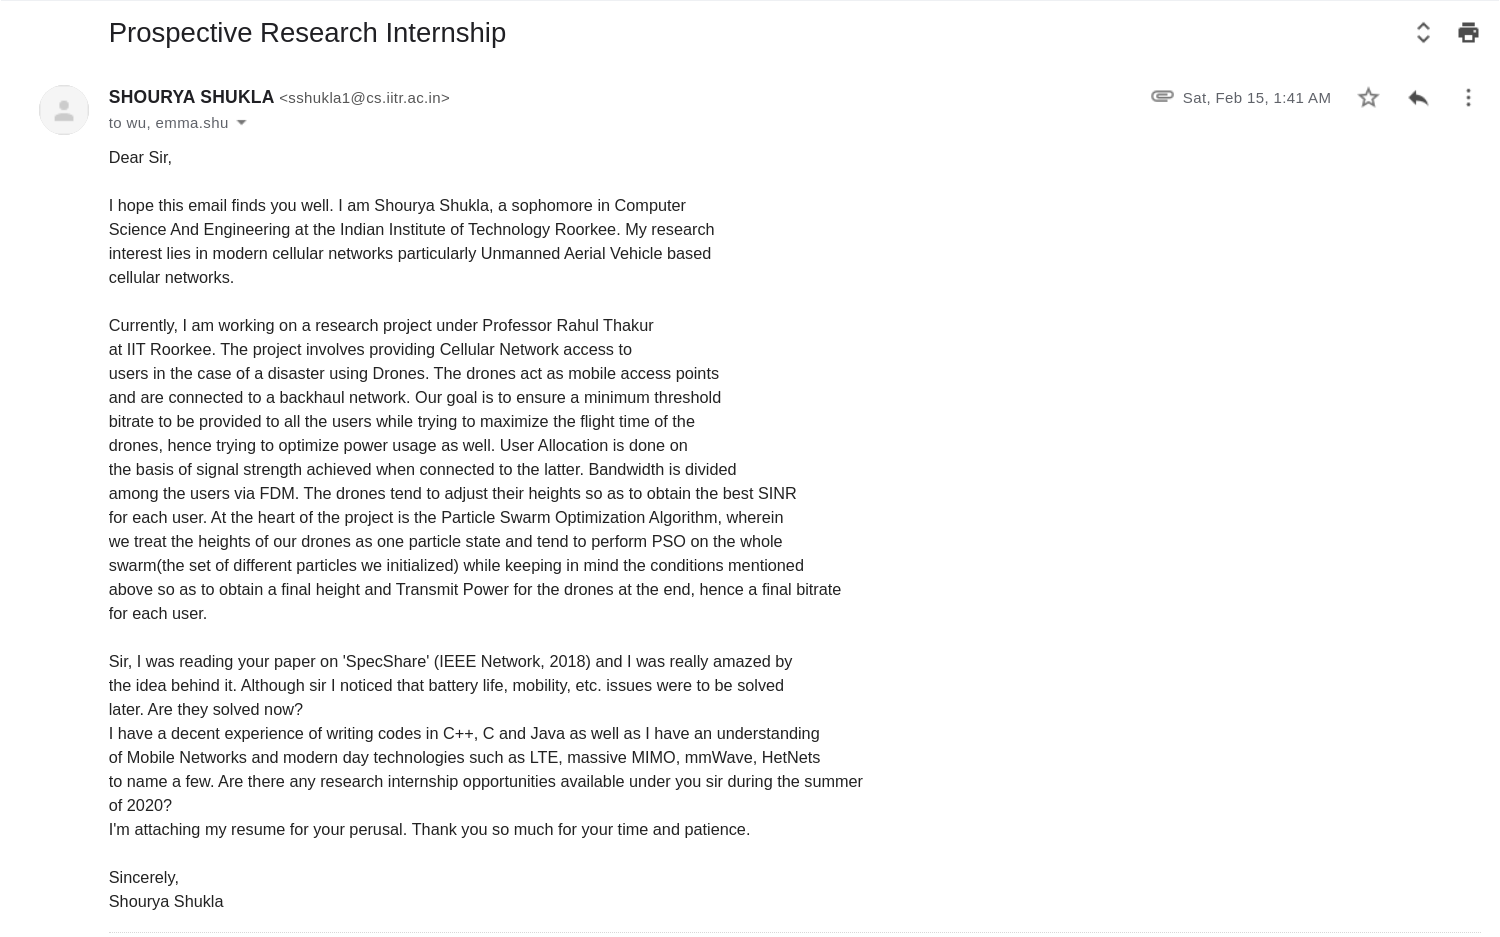 Prospective Research Internship
SHOURYA SHUKLA <sshukla1@cs.iitr.ac.in>
Sat, Feb 15, 1:41 AM
to wu, emma.shu
Dear Sir,
I hope this email finds you well. I am Shourya Shukla, a sophomore in Computer
Science And Engineering at the Indian Institute of Technology Roorkee. My research
interest lies in modern cellular networks particularly Unmanned Aerial Vehicle based
cellular networks.
Currently, I am working on a research project under Professor Rahul Thakur
at IIT Roorkee. The project involves providing Cellular Network access to
users in the case of a disaster using Drones. The drones act as mobile access points
and are connected to a backhaul network. Our goal is to ensure a minimum threshold
bitrate to be provided to all the users while trying to maximize the flight time of the
drones, hence trying to optimize power usage as well. User Allocation is done on
the basis of signal strength achieved when connected to the latter. Bandwidth is divided
among the users via FDM. The drones tend to adjust their heights so as to obtain the best SINR
for each user. At the heart of the project is the Particle Swarm Optimization Algorithm, wherein
we treat the heights of our drones as one particle state and tend to perform PSO on the whole
swarm(the set of different particles we initialized) while keeping in mind the conditions mentioned
above so as to obtain a final height and Transmit Power for the drones at the end, hence a final bitrate
for each user.
Sir, I was reading your paper on 'SpecShare' (IEEE Network, 2018) and I was really amazed by
the idea behind it. Although sir I noticed that battery life, mobility, etc. issues were to be solved
later. Are they solved now?
I have a decent experience of writing codes in C++, C and Java as well as I have an understanding
of Mobile Networks and modern day technologies such as LTE, massive MIMO, mmWave, HetNets
to name a few. Are there any research internship opportunities available under you sir during the summer
of 2020?
I'm attaching my resume for your perusal. Thank you so much for your time and patience.
Sincerely,
Shourya Shukla